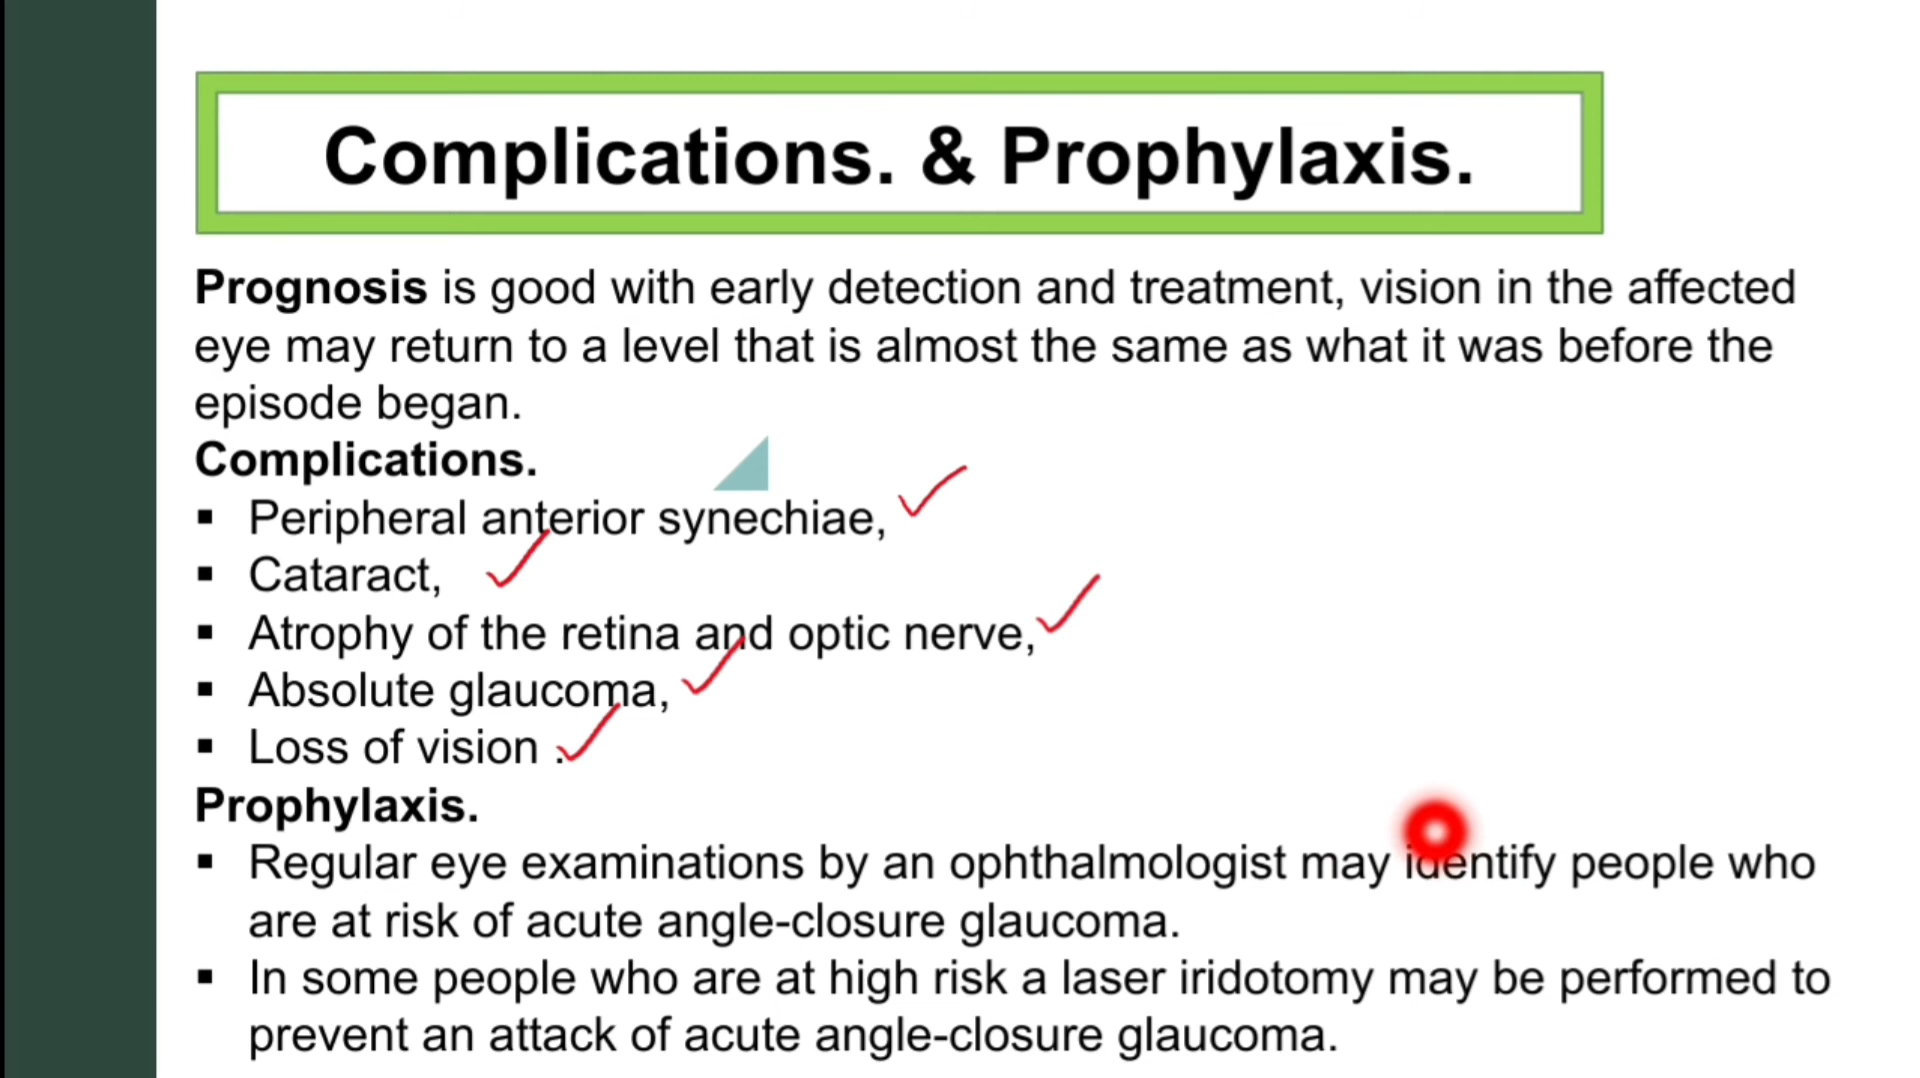 Complications. & Prophylaxis.
Prognosis is good with early detection and treatment, vision in the affected
eye may return to a level that is almost the same as what it was before the
episode began.
Complications.
▪ Peripheral anterior synechiae,
▪ Cataract,
▪ Atrophy of the retina and optic nerve,
▪ Absolute glaucoma,
▪ Loss of vision .
Prophylaxis.
▪ Regular eye examinations by an ophthalmologist may identify people who
are at risk of acute angle-closure glaucoma.
▪ In some people who are at high risk a laser iridotomy may be performed to
prevent an attack of acute angle-closure glaucoma.